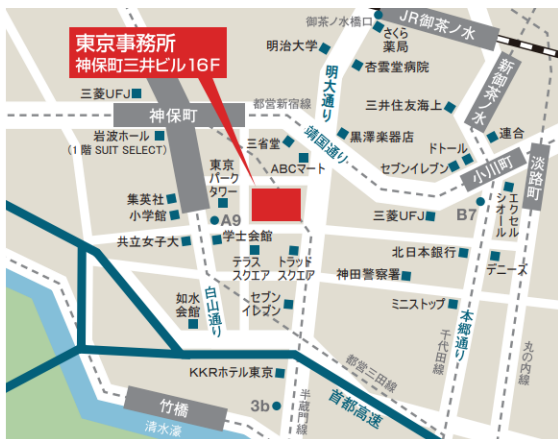 御茶ノ水橋口
JR御茶ノ水
さくら
薬局
東京事務所
神保町三井ビル16F
明治大学
杏雲堂病院
新御茶ノ水
三菱UFJ
明大通り
三井住友海上
都営新宿線
神保町
岩波ホール
(1階 SUIT SELECT)
三省堂
靖国通り
黒澤楽器店
ドトール
連合
ABCマート
セブンイレブン
小川町
淡路町
東京
パーク
タワー
集英社
小学館
A9
三菱UFJ
B7
エクセル
シオール
共立女子大
学士会館
テラス
スクエア
トラッド
スクエア
北日本銀行
デニーズ
神田警察署
如水
会館
白山通り
セブン
イレブン
ミニストップ
本郷通り
千代田線
丸の内線
都営三田線
KKRホテル東京
首都高速
竹橋
3b
半蔵門線
清水濠